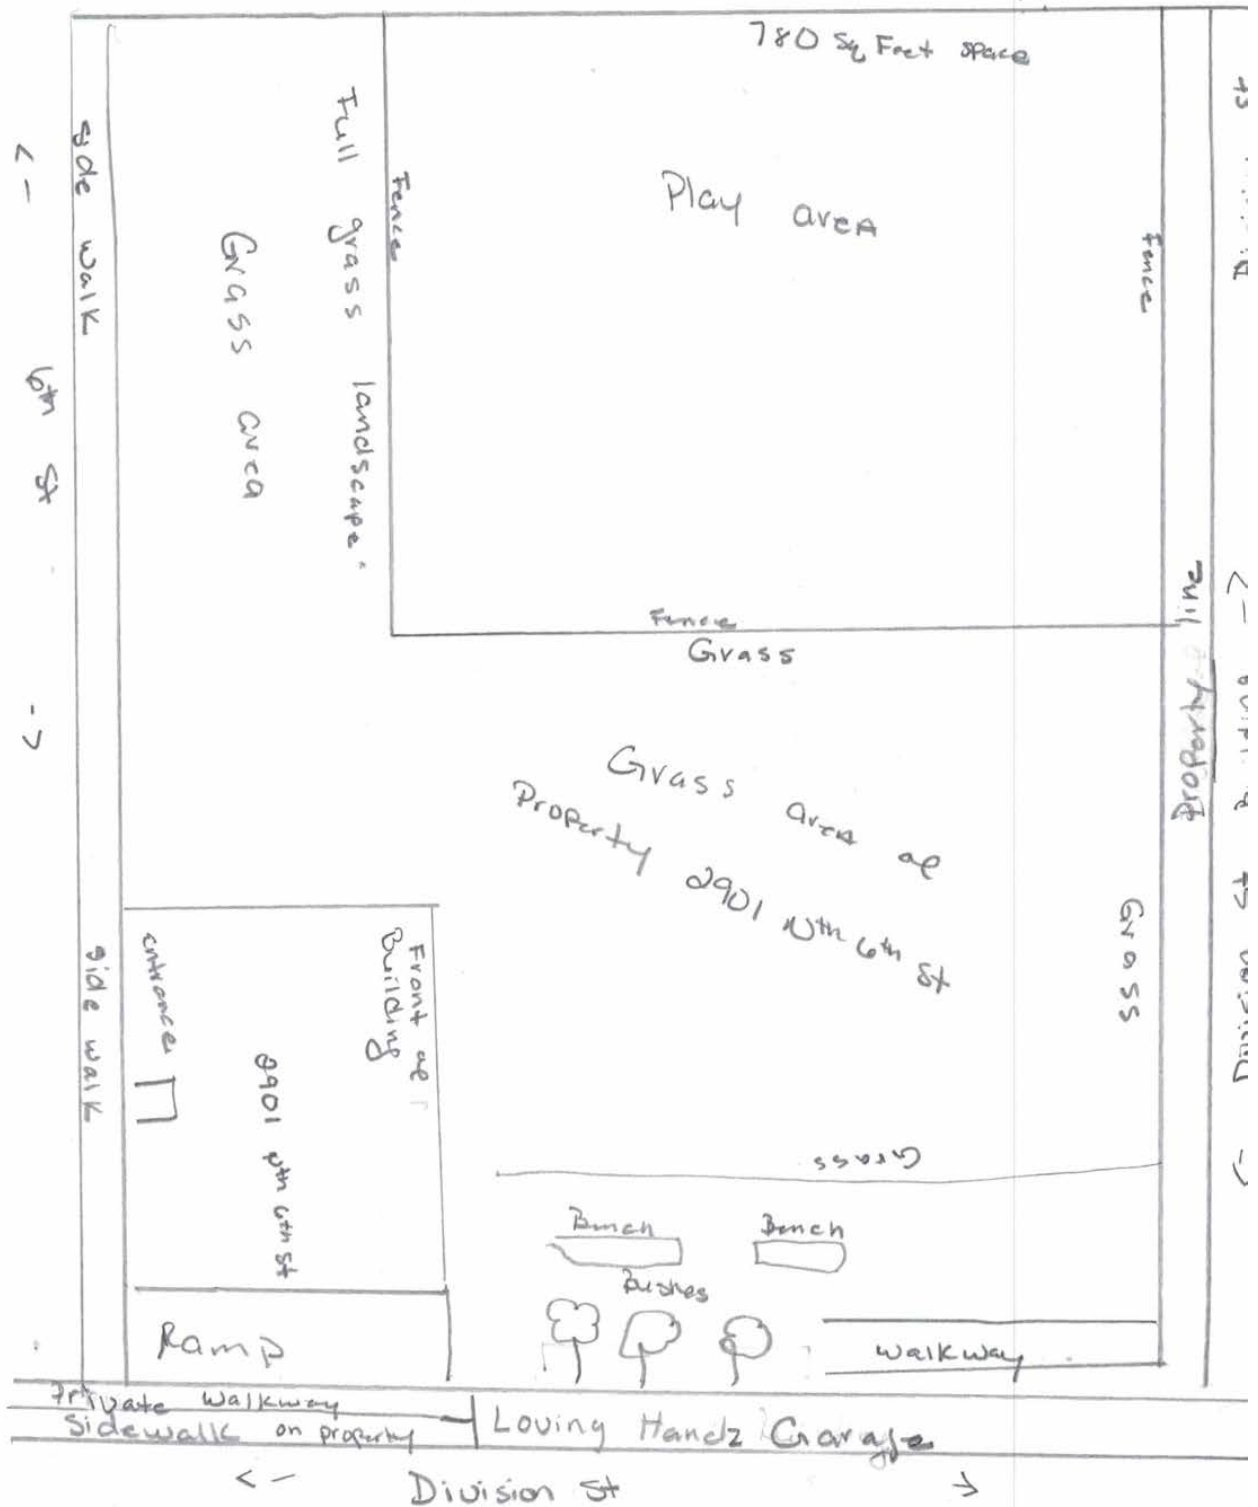 780 Sq Feet space
Play area
Fence
Fence
Full grass landscape.
Grass area
side walk
<- 6th St ->
Fence
Grass
Property line
Grass area of
Property 2901 Nth 6th St
Grass
side walk
entrance
Front of
Building
2901 Nth 6th St
Grass
Bench
Bench
Bushes
Ramp
walkway
Private walkway
Sidewalk on property
Loving Handz Garage
<- Division St ->
Division St ->